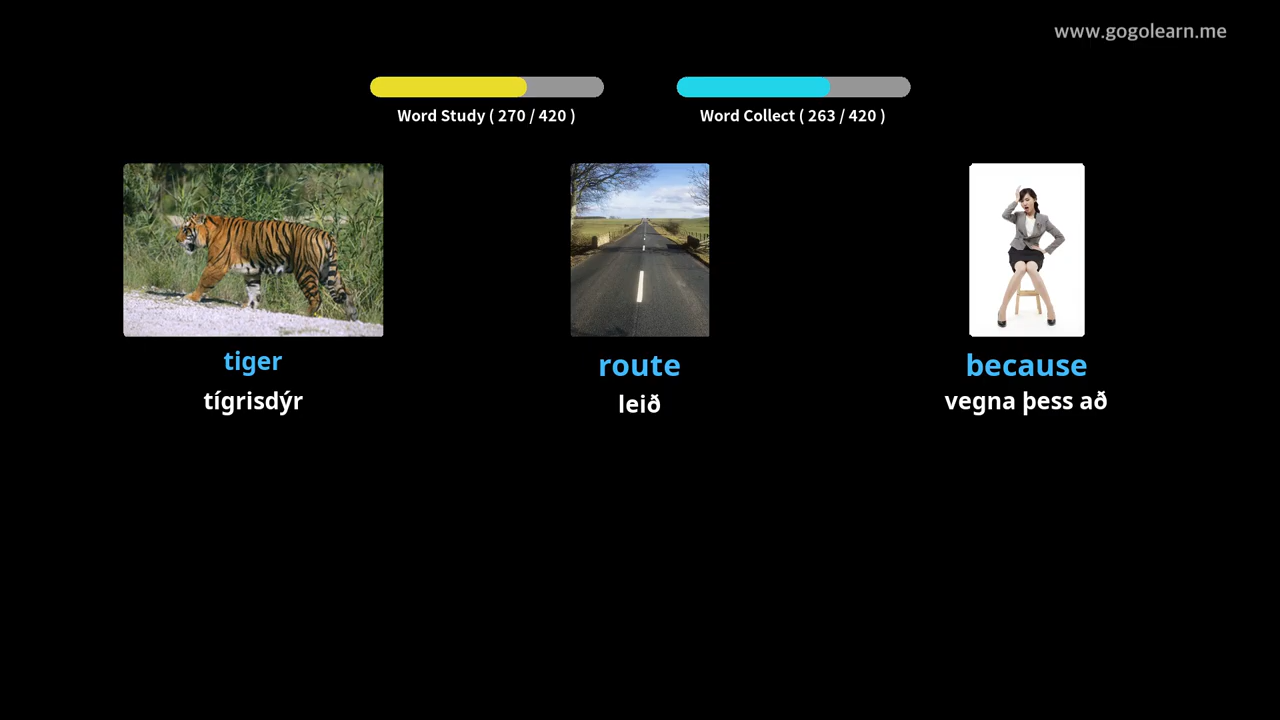 www.gogolearn.me
Word Study ( 270 / 420 )
Word Collect ( 263 / 420 )
tiger
tígrisdýr
route
leið
because
vegna þess að